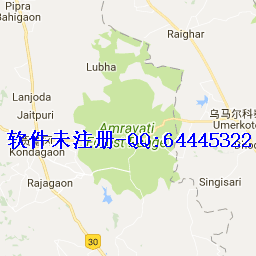 Pipra
Bahigaon
Raighar
Lubha
Lanjoda
Jaitpuri
乌马尔科
Umerkote
Amravati
软件未注册 QQ:64445322
Kondagaon
Rajagaon
Singisari
30